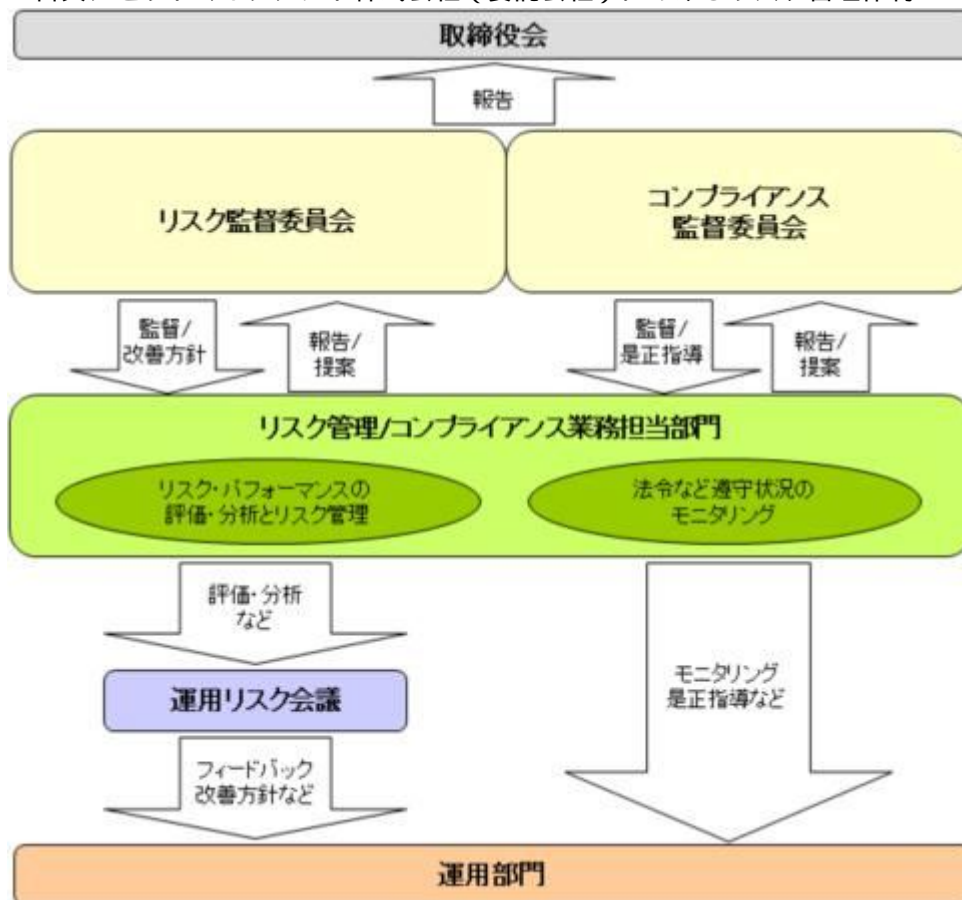 取締役会
報告
リスク監督委員会
コンプライアンス
監督委員会
監督/
改善方針
報告/
提案
監督/
是正指導
報告/
提案
リスク管理/コンプライアンス業務担当部門
リスク・パフォーマンスの
評価・分析とリスク管理
法令など遵守状況の
モニタリング
評価・分析
など
運用リスク会議
モニタリング
是正指導など
フィードバック
改善方針など
運用部門